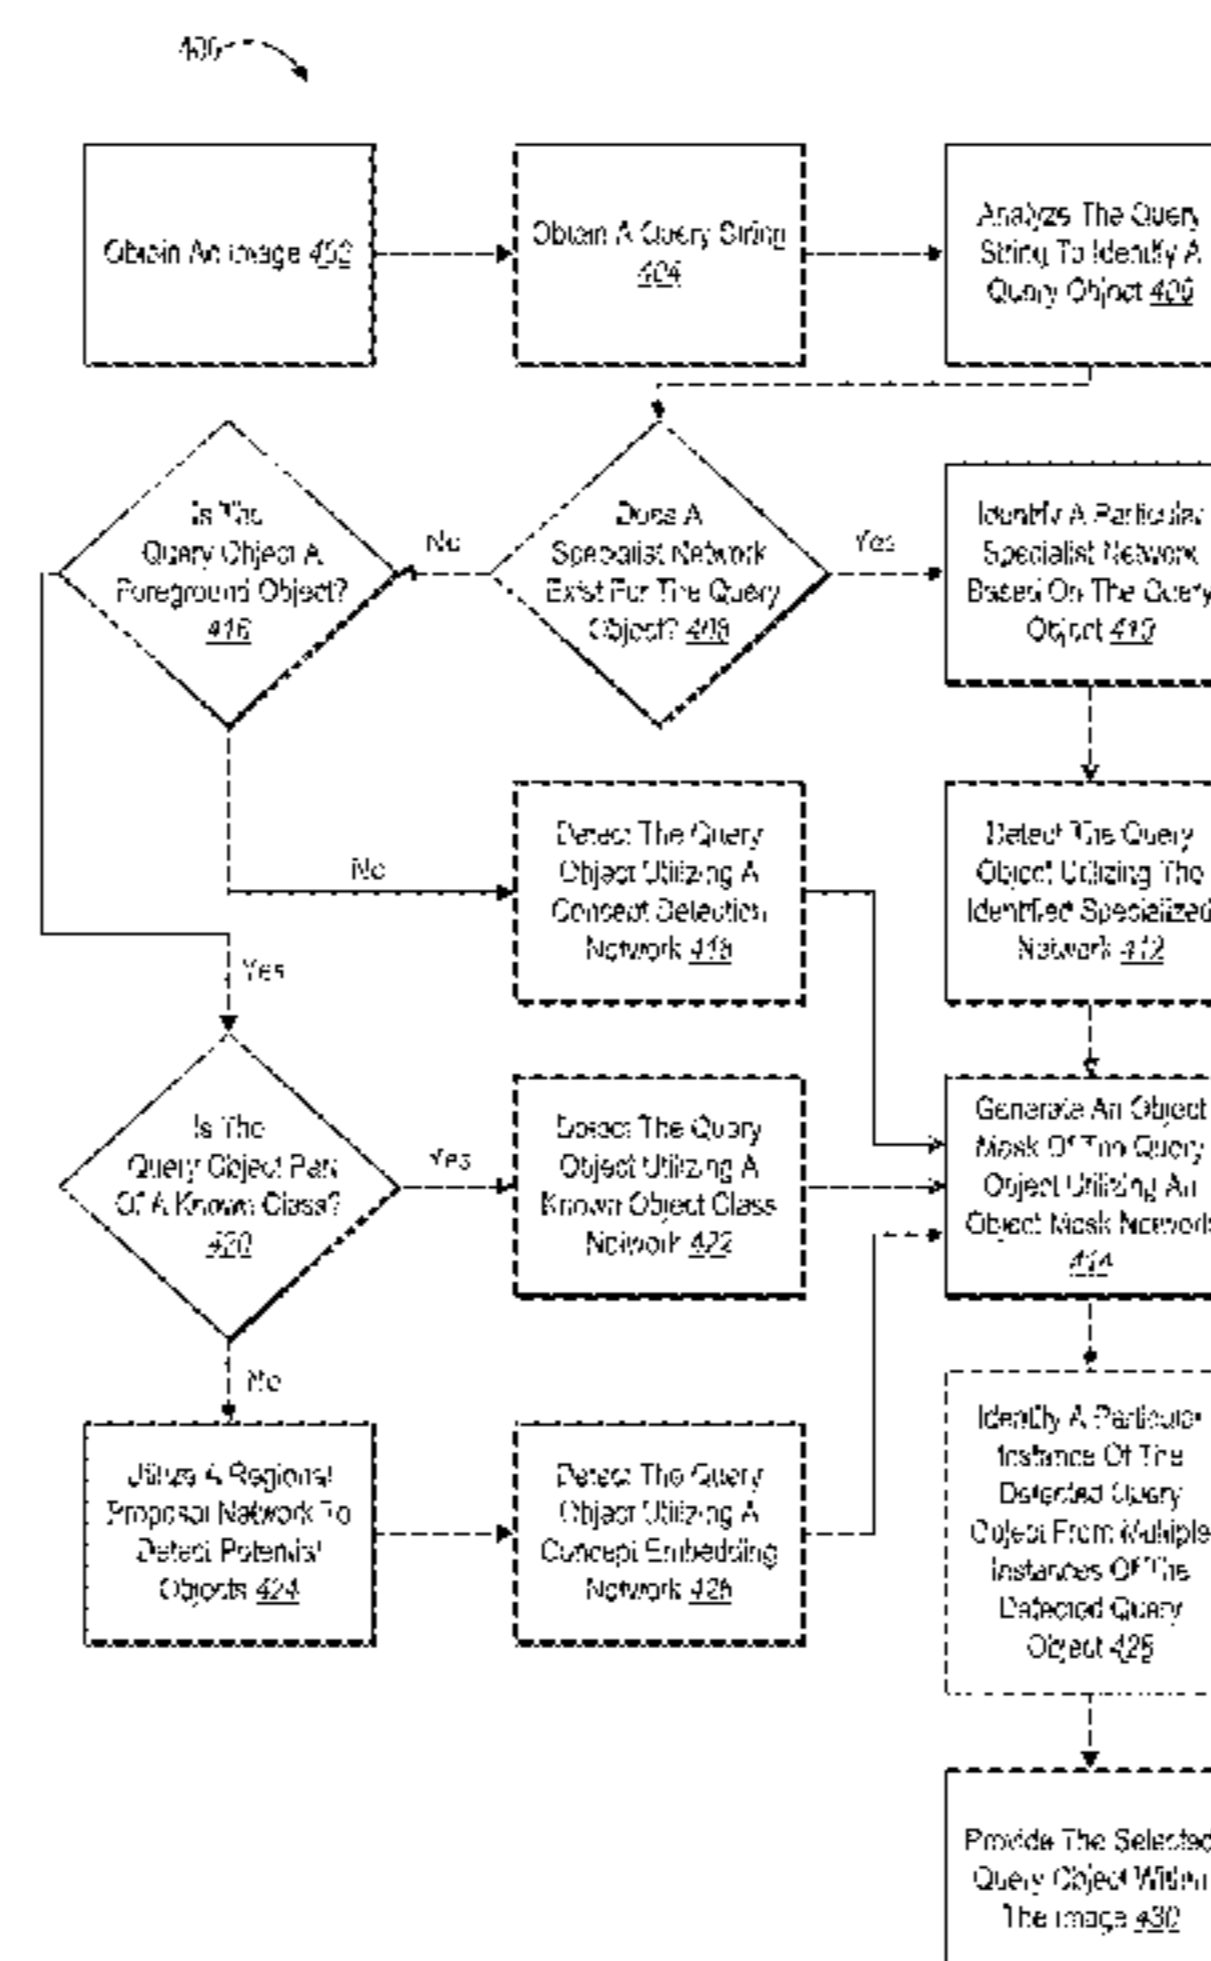 400
Obtain An Image 402
Obtain A Query String
404
Analyze The Query
String To Identify A
Query Object 406
Is The
Query Object A
Foreground Object?
416
No
Does A
Specialist Network
Exist For The Query
Object? 408
Yes
Identify A Particular
Specialist Network
Based On The Query
Object 410
No
Detect The Query
Object Utilizing A
Concept Detection
Network 418
Detect The Query
Object Utilizing The
Identified Specialized
Network 412
Yes
Is The
Query Object Part
Of A Known Class?
420
Yes
Detect The Query
Object Utilizing A
Known Object Class
Network 422
Generate An Object
Mask Of The Query
Object Utilizing An
Object Mask Network
414
No
Utilize A Regional
Proposal Network To
Detect Potential
Objects 424
Detect The Query
Object Utilizing A
Concept Embedding
Network 426
Identify A Particular
Instance Of The
Detected Query
Object From Multiple
Instances Of The
Detected Query
Object 428
Provide The Selected
Query Object Within
The Image 430